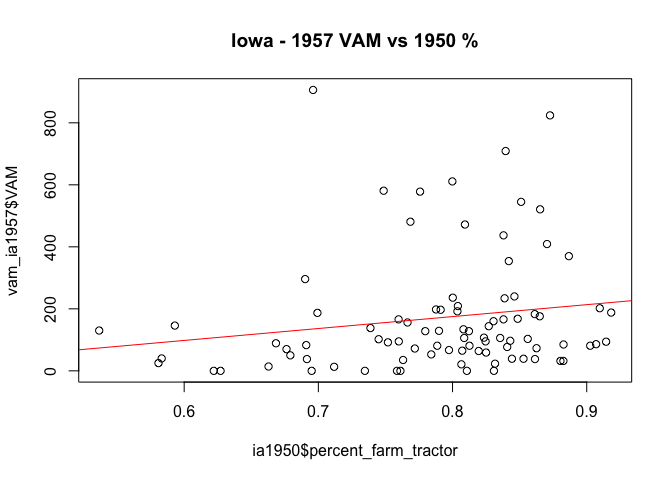 Iowa - 1957 VAM vs 1950 %
vam_ia1957$VAM
800
600
400
200
0
0.6 0.7 0.8 0.9
ia1950$percent_farm_tractor